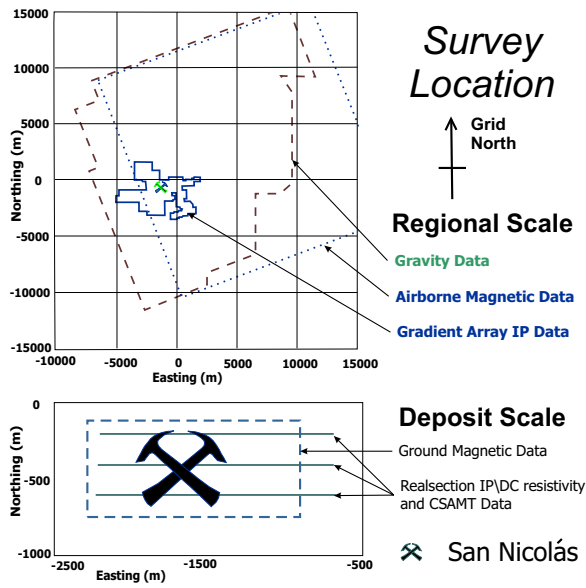 Survey
Location
Grid
North
Regional Scale
Gravity Data
Airborne Magnetic Data
Gradient Array IP Data
Northing (m)
15000
10000
5000
0
-5000
-10000
-15000
-10000 -5000 0 5000 10000 15000
Easting (m)
Deposit Scale
Ground Magnetic Data
Realsection IP\DC resistivity
and CSAMT Data
San Nicolás
Northing (m)
0
-500
-1000
-2500 -1500 -500
Easting (m)